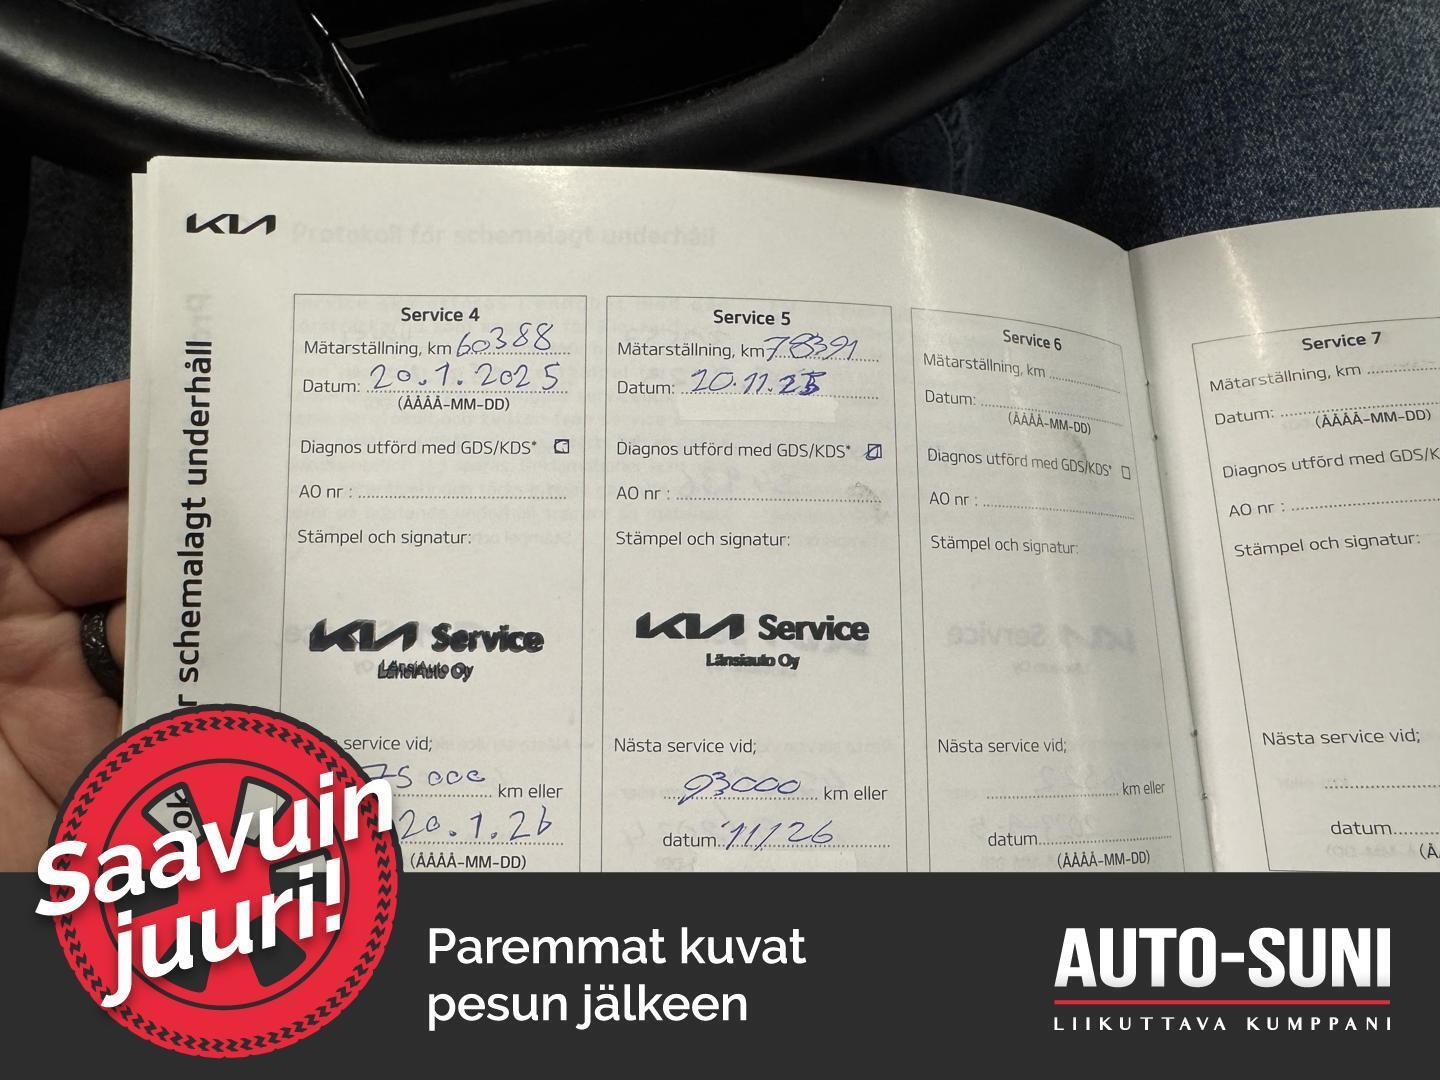 KIA
r schemalagt underhåll
Service 4
Mätarställning, km 60388
Datum: 20.1.2025
(ÅÅÅÅ-MM-DD)
Diagnos utförd med GDS/KDS*
AO nr :
Stämpel och signatur:
KIA Service
LänsiAuto Oy
service vid;
75 000 km eller
20.1.26
(ÅÅÅÅ-MM-DD)
Service 5
Mätarställning, km 78391
Datum: 20.11.25
Diagnos utförd med GDS/KDS*
AO nr :
Stämpel och signatur:
KIA Service
Länsiauto Oy
Nästa service vid;
93000 km eller
datum. 11/26
Service 6
Mätarställning, km
Datum:
(ÅÅÅÅ-MM-DD)
Diagnos utförd med GDS/KDS*
AO nr :
Stämpel och signatur:
Nästa service vid;
km eller
datum
(ÅÅÅÅ-MM-DD)
Service 7
Mätarställning, km
Datum:
(ÅÅÅÅ-MM-DD)
Diagnos utförd med GDS/K
AO nr :
Stämpel och signatur:
Nästa service vid;
datum
Saavuin
juuri!
Paremmat kuvat
pesun jälkeen
AUTO-SUNI
LIIKUTTAVA KUMPPANI